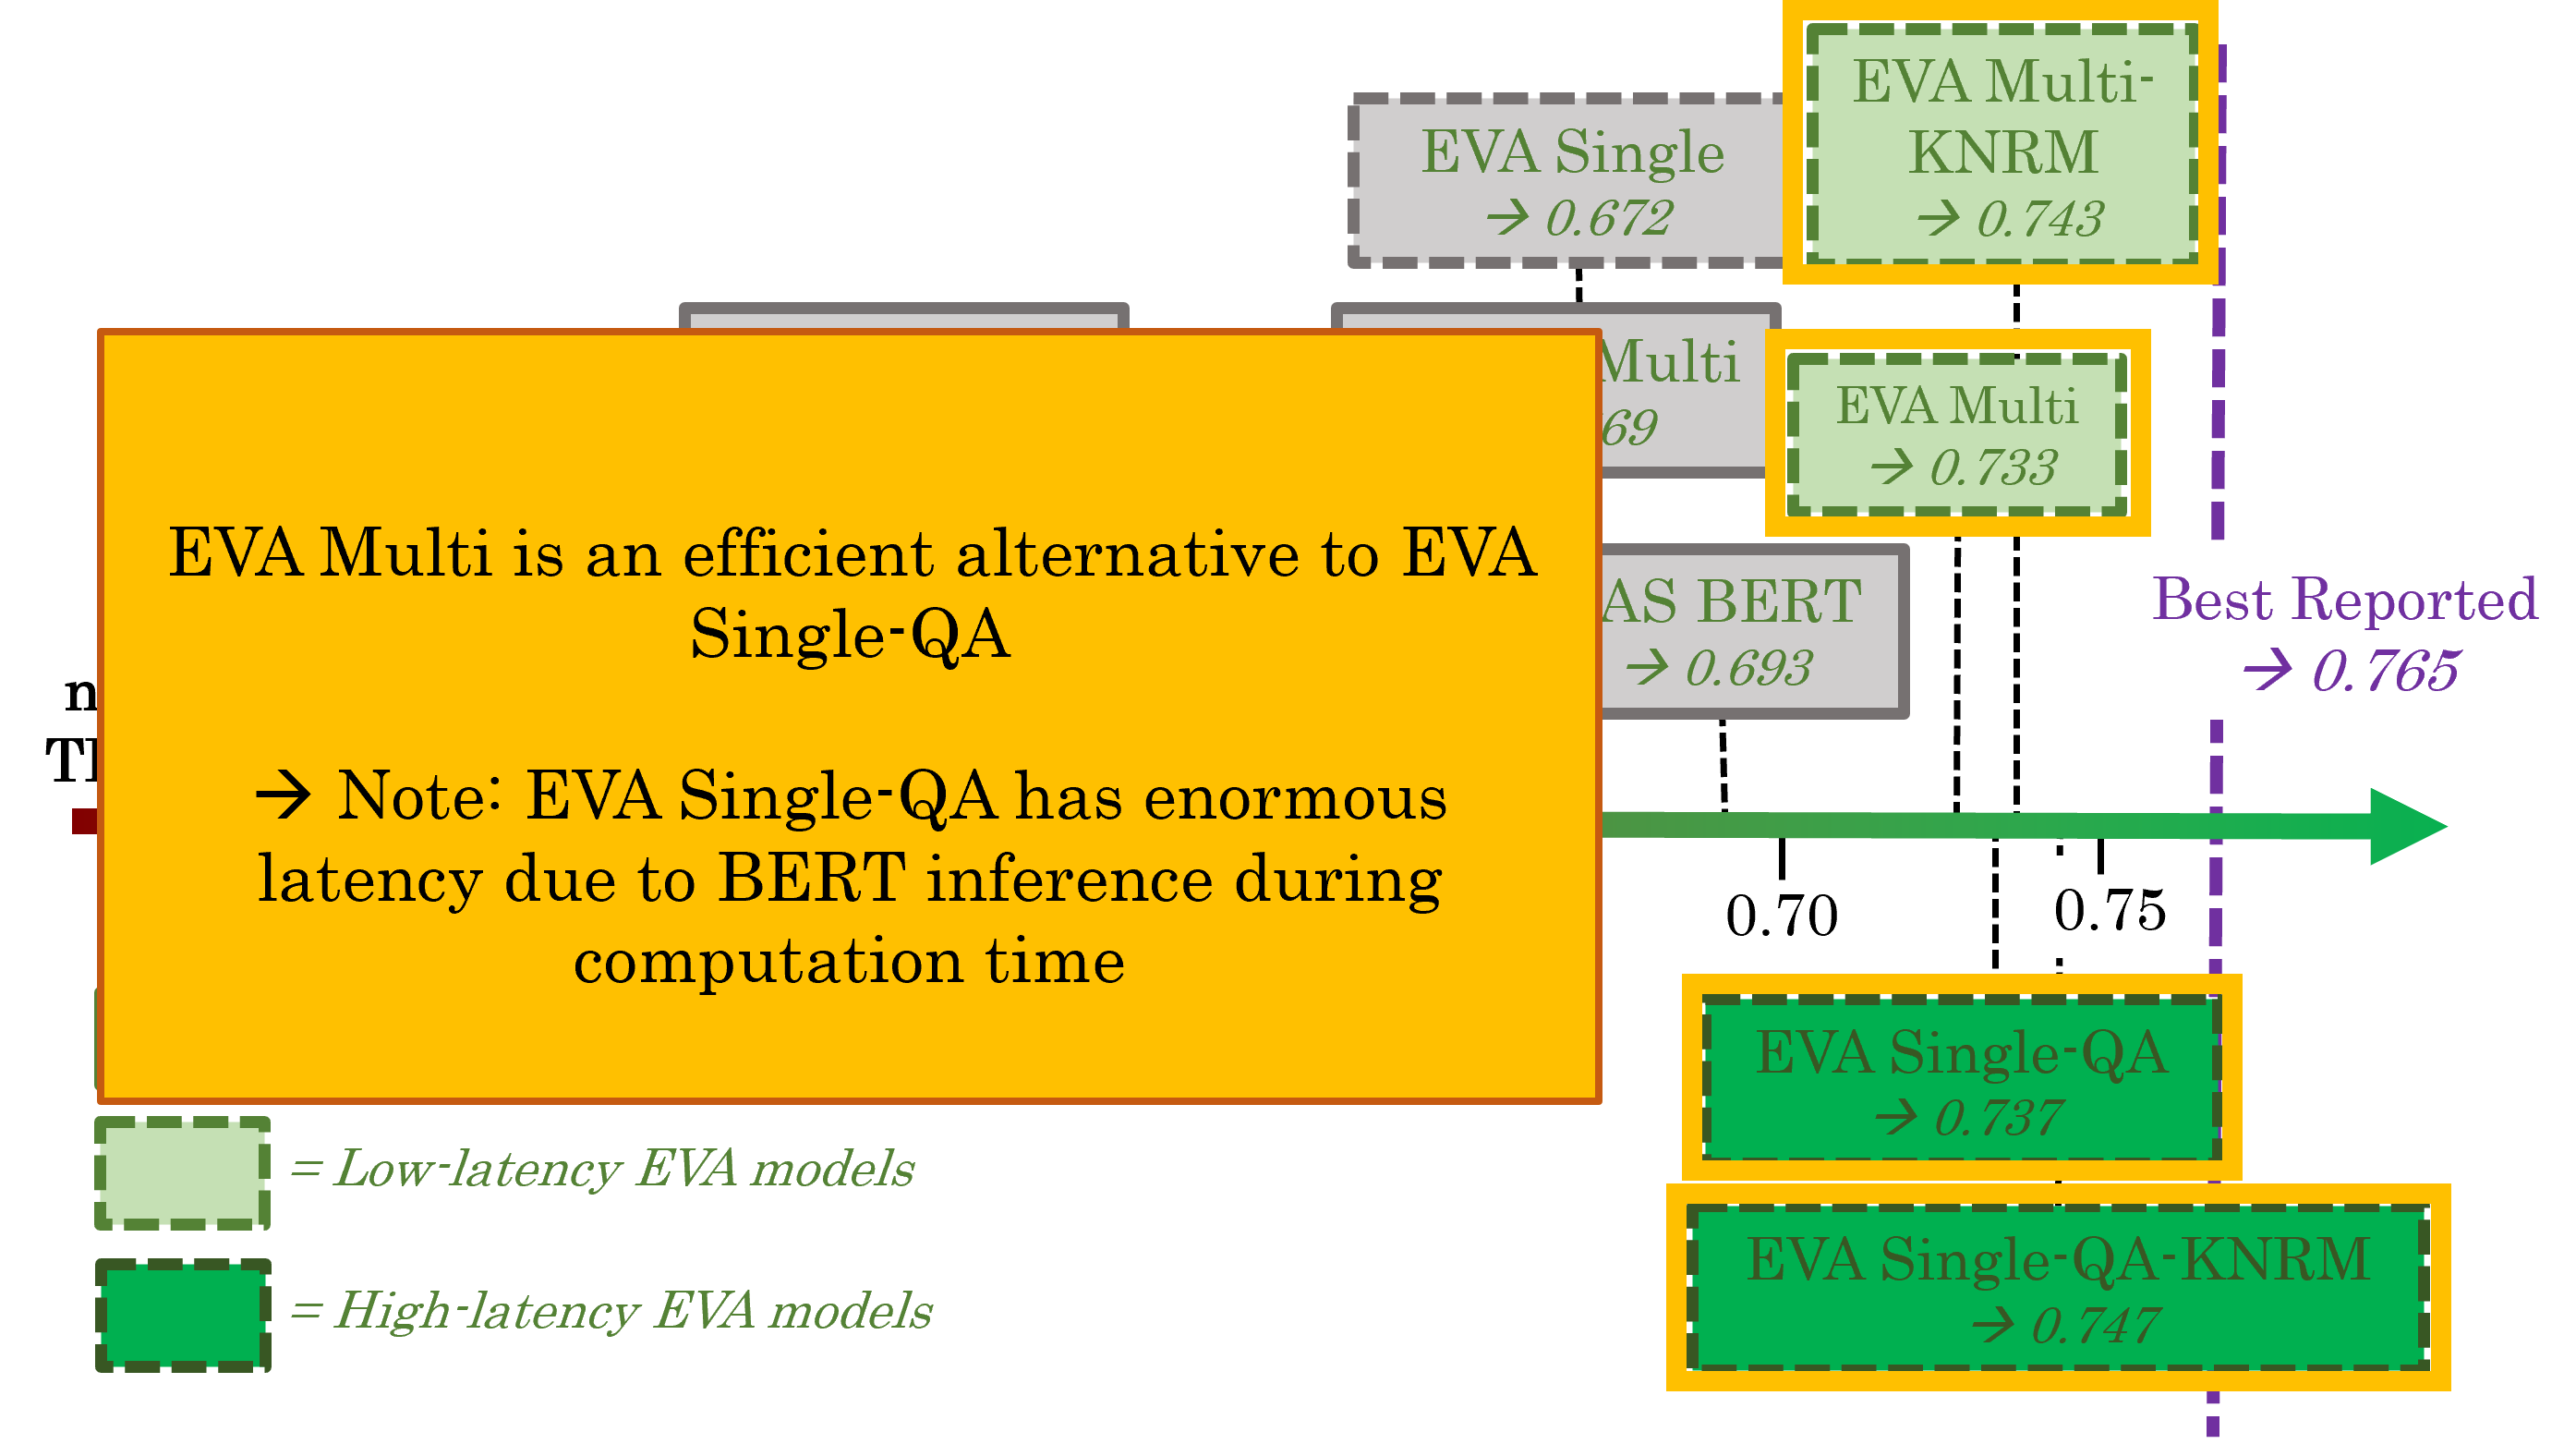 EVA Multi-
KNRM
→ 0.743
EVA Single
→ 0.672
Multi
69
EVA Multi
→ 0.733
EVA Multi is an efficient alternative to EVA
Single-QA
→ Note: EVA Single-QA has enormous
latency due to BERT inference during
computation time
AS BERT
→ 0.693
Best Reported
→ 0.765
0.70
0.75
EVA Single-QA
→ 0.737
EVA Single-QA-KNRM
→ 0.747
= Low-latency EVA models
= High-latency EVA models